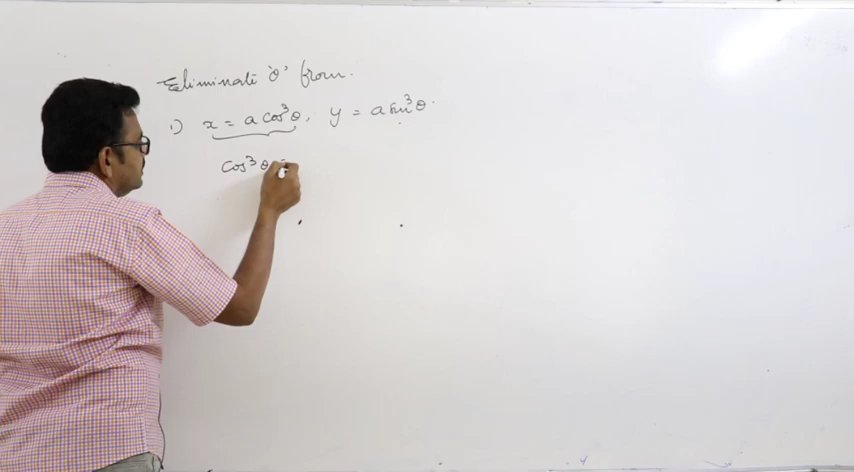 Eliminate 'θ' from.
1) x = a cos³θ, y = a sin³θ.
cos³θ =